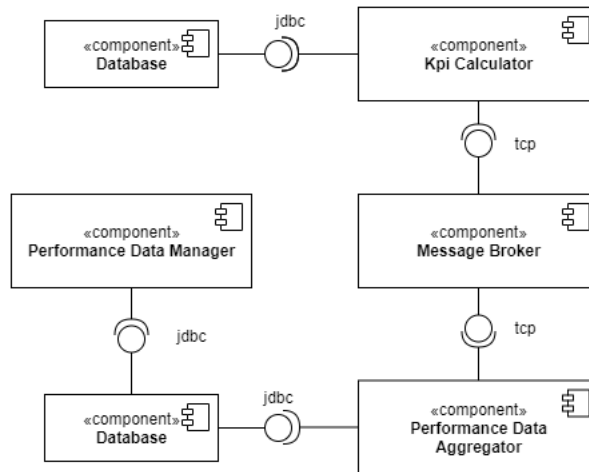 jdbc
«component»
Database
«component»
Kpi Calculator
tcp
«component»
Performance Data Manager
«component»
Message Broker
jdbc
tcp
jdbc
«component»
Database
«component»
Performance Data
Aggregator